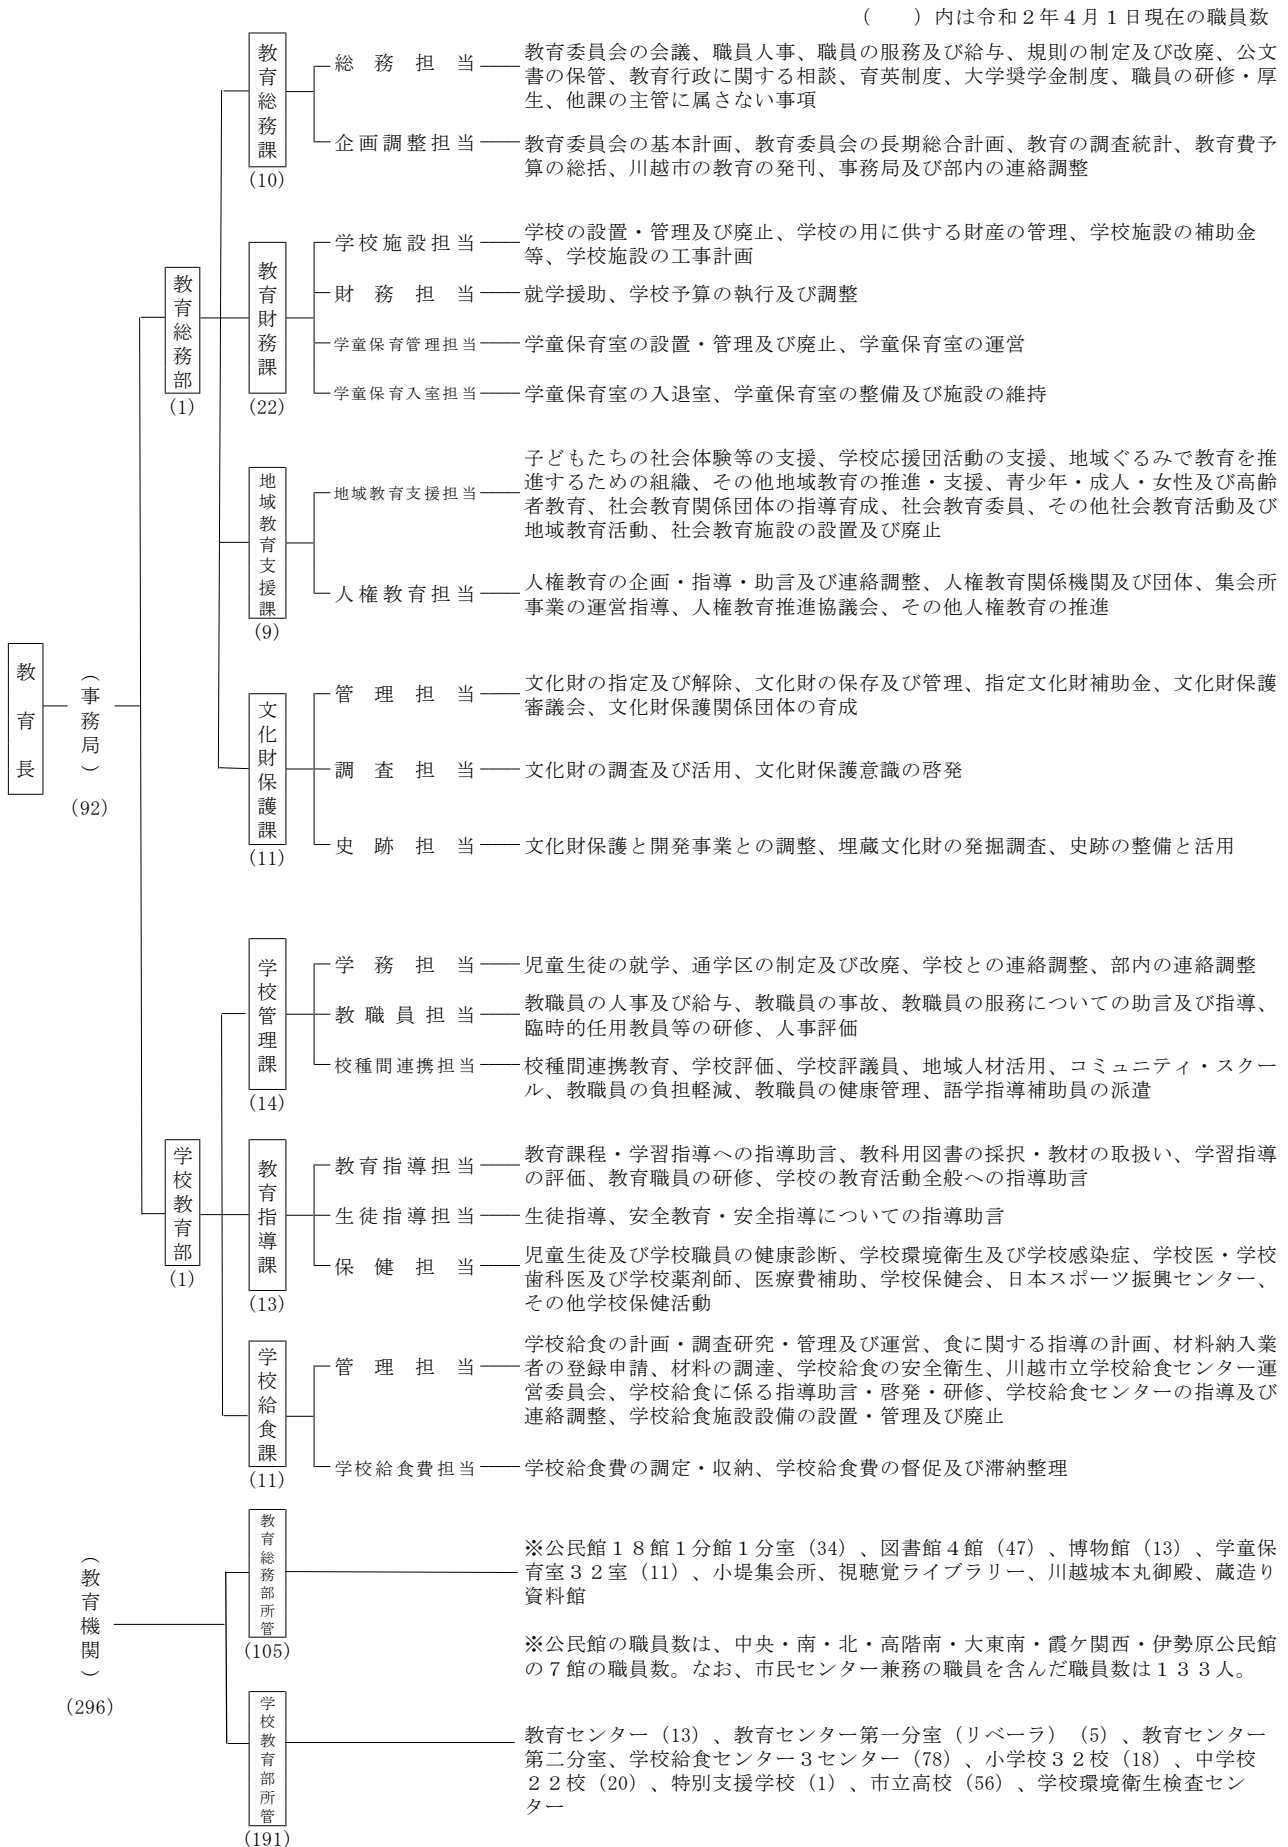 （　　）内は令和２年４月１日現在の職員数
教育長
（事務局）
(92)
教育総務部
(1)
教育総務課
(10)
総務担当
教育委員会の会議、職員人事、職員の服務及び給与、規則の制定及び改廃、公文
書の保管、教育行政に関する相談、育英制度、大学奨学金制度、職員の研修・厚
生、他課の主管に属さない事項
企画調整担当
教育委員会の基本計画、教育委員会の長期総合計画、教育の調査統計、教育費予
算の総括、川越市の教育の発刊、事務局及び部内の連絡調整
教育財務課
(22)
学校施設担当
学校の設置・管理及び廃止、学校の用に供する財産の管理、学校施設の補助金
等、学校施設の工事計画
財務担当
就学援助、学校予算の執行及び調整
学童保育管理担当
学童保育室の設置・管理及び廃止、学童保育室の運営
学童保育入室担当
学童保育室の入退室、学童保育室の整備及び施設の維持
地域教育支援課
(9)
地域教育支援担当
子どもたちの社会体験等の支援、学校応援団活動の支援、地域ぐるみで教育を推
進するための組織、その他地域教育の推進・支援、青少年・成人・女性及び高齢
者教育、社会教育関係団体の指導育成、社会教育委員、その他社会教育活動及び
地域教育活動、社会教育施設の設置及び廃止
人権教育担当
人権教育の企画・指導・助言及び連絡調整、人権教育関係機関及び団体、集会所
事業の運営指導、人権教育推進協議会、その他人権教育の推進
文化財保護課
(11)
管理担当
文化財の指定及び解除、文化財の保存及び管理、指定文化財補助金、文化財保護
審議会、文化財保護関係団体の育成
調査担当
文化財の調査及び活用、文化財保護意識の啓発
史跡担当
文化財保護と開発事業との調整、埋蔵文化財の発掘調査、史跡の整備と活用
学校教育部
(1)
学校管理課
(14)
学務担当
児童生徒の就学、通学区の制定及び改廃、学校との連絡調整、部内の連絡調整
教職員担当
教職員の人事及び給与、教職員の事故、教職員の服務についての助言及び指導、
臨時的任用教員等の研修、人事評価
校種間連携担当
校種間連携教育、学校評価、学校評議員、地域人材活用、コミュニティ・スクー
ル、教職員の負担軽減、教職員の健康管理、語学指導補助員の派遣
教育指導課
(13)
教育指導担当
教育課程・学習指導への指導助言、教科用図書の採択・教材の取扱い、学習指導
の評価、教育職員の研修、学校の教育活動全般への指導助言
生徒指導担当
生徒指導、安全教育・安全指導についての指導助言
保健担当
児童生徒及び学校職員の健康診断、学校環境衛生及び学校感染症、学校医・学校
歯科医及び学校薬剤師、医療費補助、学校保健会、日本スポーツ振興センター、
その他学校保健活動
学校給食課
(11)
管理担当
学校給食の計画・調査研究・管理及び運営、食に関する指導の計画、材料納入業
者の登録申請、材料の調達、学校給食の安全衛生、川越市立学校給食センター運
営委員会、学校給食に係る指導助言・啓発・研修、学校給食センターの指導及び
連絡調整、学校給食施設設備の設置・管理及び廃止
学校給食費担当
学校給食費の調定・収納、学校給食費の督促及び滞納整理
（教育機関）
(296)
教育総務部所管
(105)
※公民館１８館１分館１分室（34）、図書館４館（47）、博物館（13）、学童保
育室３２室（11）、小堤集会所、視聴覚ライブラリー、川越城本丸御殿、蔵造り
資料館
※公民館の職員数は、中央・南・北・高階南・大東南・霞ケ関西・伊勢原公民館
の７館の職員数。なお、市民センター兼務の職員を含んだ職員数は１３３人。
学校教育部所管
(191)
教育センター（13）、教育センター第一分室（リベーラ）（5）、教育センター
第二分室、学校給食センター３センター（78）、小学校３２校（18）、中学校
２２校（20）、特別支援学校（1）、市立高校（56）、学校環境衛生検査セン
ター